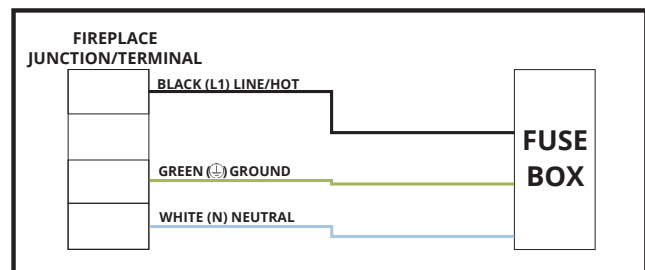 FIREPLACE
JUNCTION/TERMINAL
BLACK (L1) LINE/HOT
FUSE
BOX
GREEN (⏚) GROUND
WHITE (N) NEUTRAL